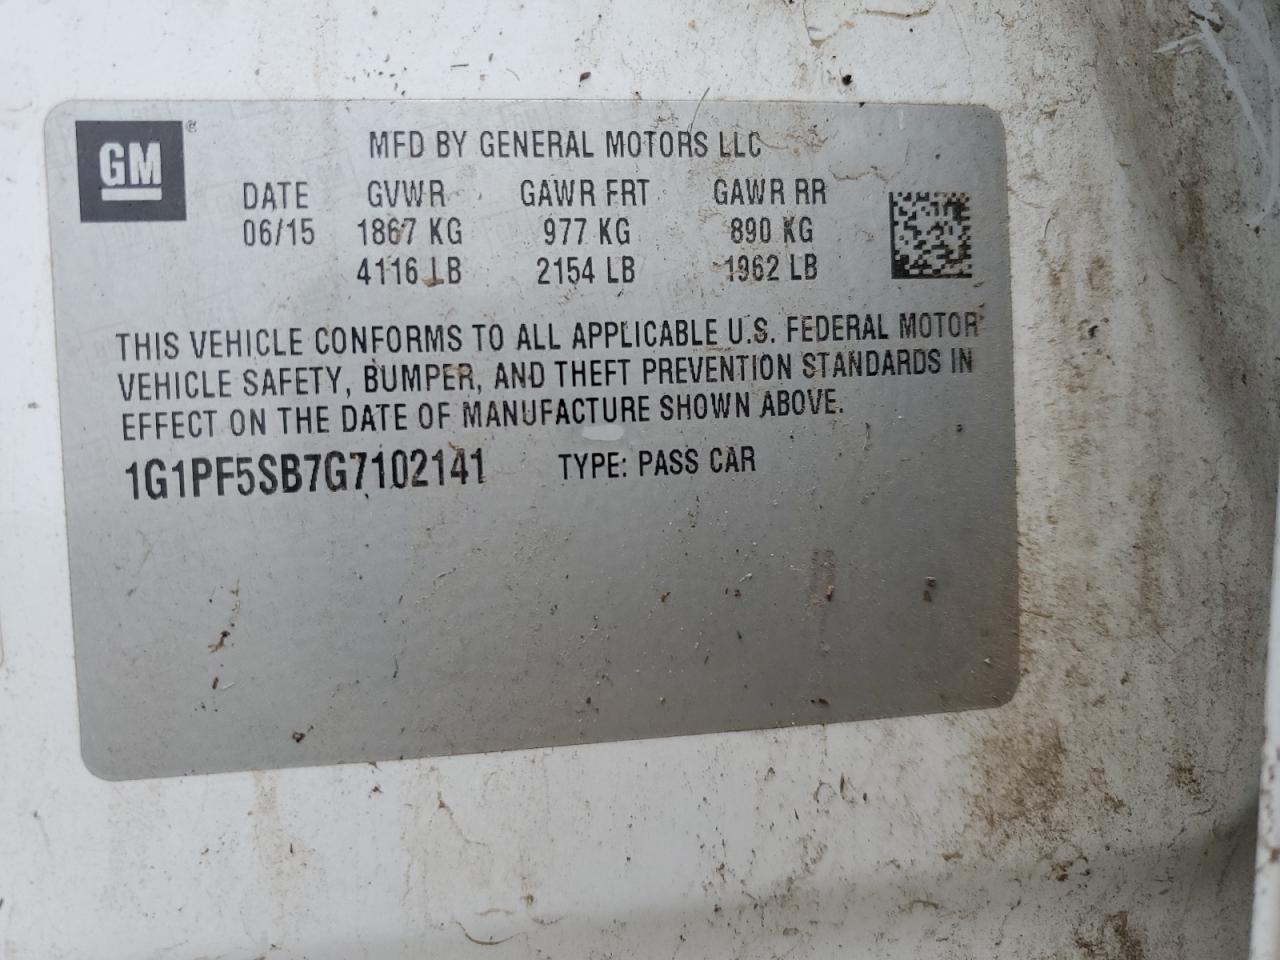 GM
MFD BY GENERAL MOTORS LLC
DATE GVWR GAWR FRT GAWR RR
06/15 1867 KG 977 KG 890 KG
4116 LB 2154 LB 1962 LB
THIS VEHICLE CONFORMS TO ALL APPLICABLE U.S. FEDERAL MOTOR
VEHICLE SAFETY, BUMPER, AND THEFT PREVENTION STANDARDS IN
EFFECT ON THE DATE OF MANUFACTURE SHOWN ABOVE.
1G1PF5SB7G7102141 TYPE: PASS CAR